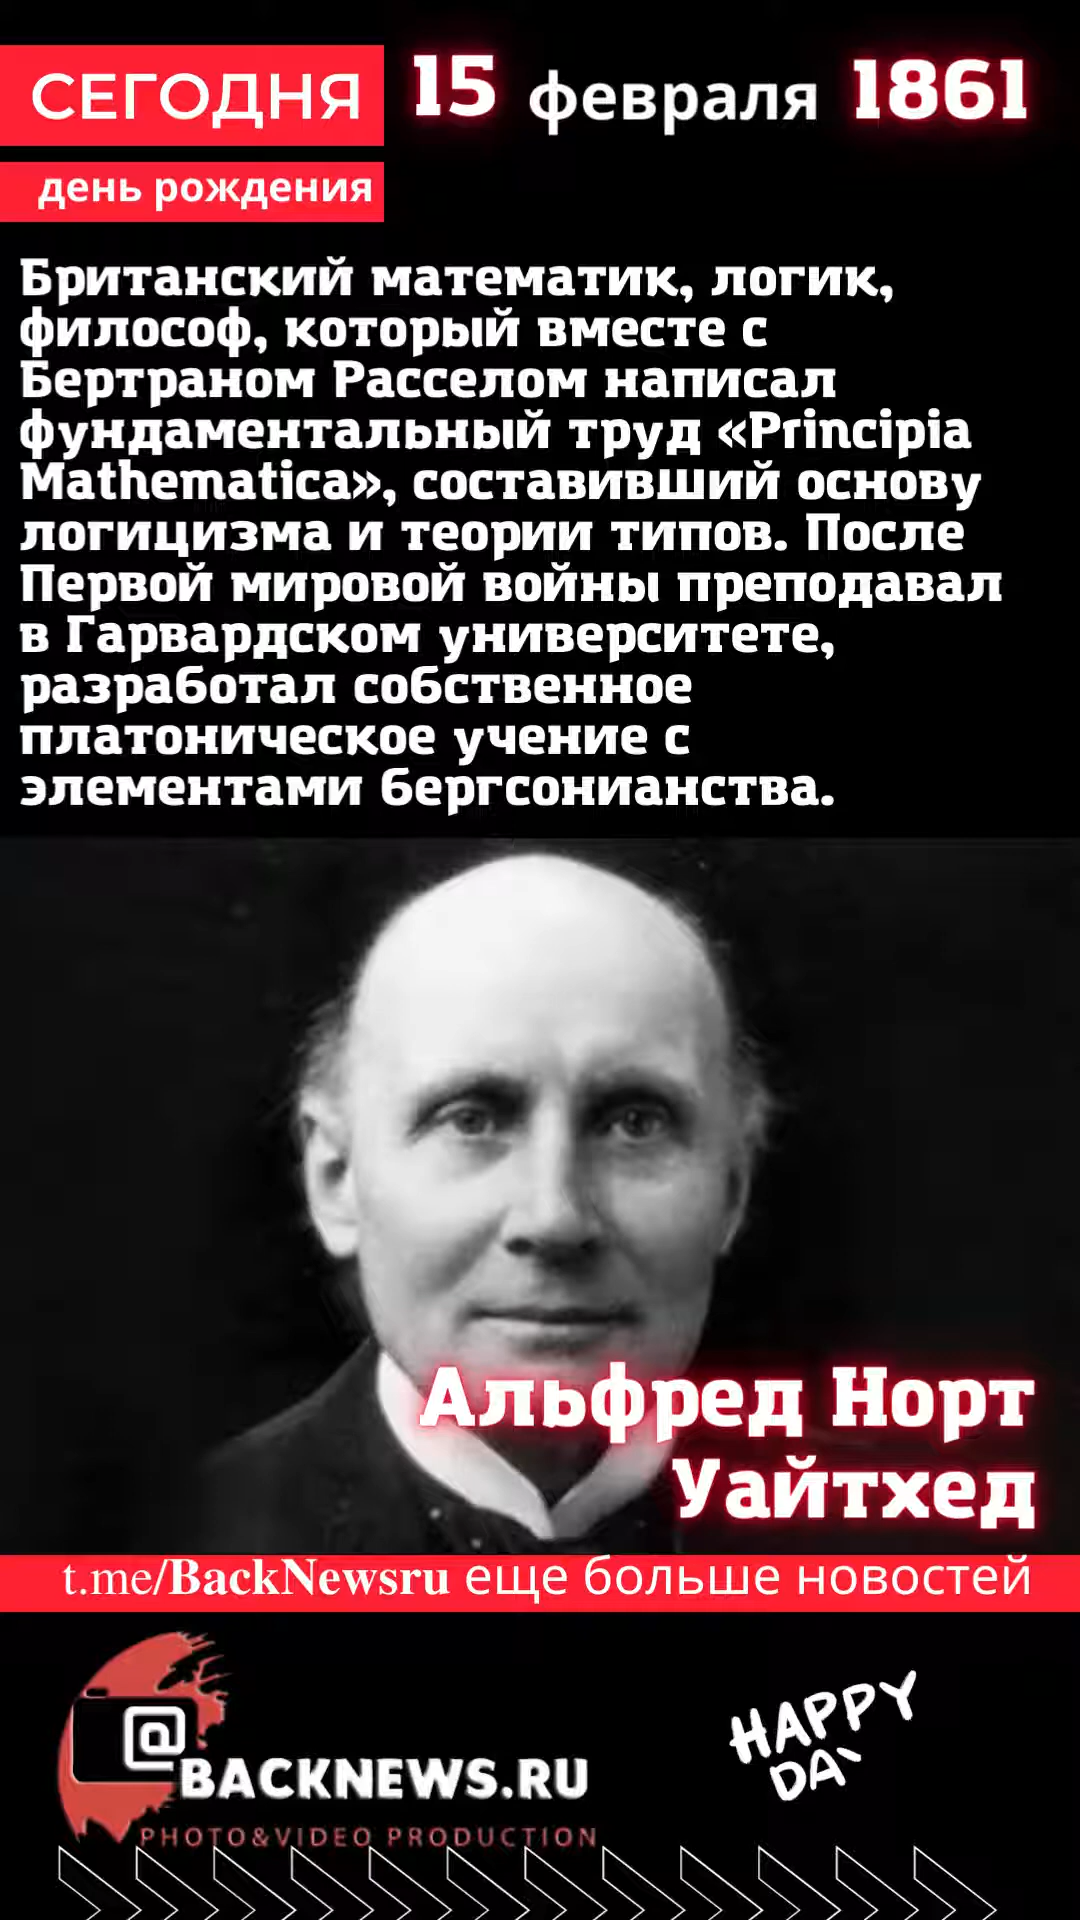 СЕГОДНЯ 15 февраля 1861
день рождения
Британский математик, логик,
философ, который вместе с
Бертраном Расселом написал
фундаментальный труд «Principia
Mathematica», составивший основу
логицизма и теории типов. После
Первой мировой войны преподавал
в Гарвардском университете,
разработал собственное
платоническое учение с
элементами бергсонианства.
Альфред Норт
Уайтхед
t.me/BackNewsru еще больше новостей
@BACKNEWS.RU
PHOTO&VIDEO PRODUCTION
HAPPY
DA